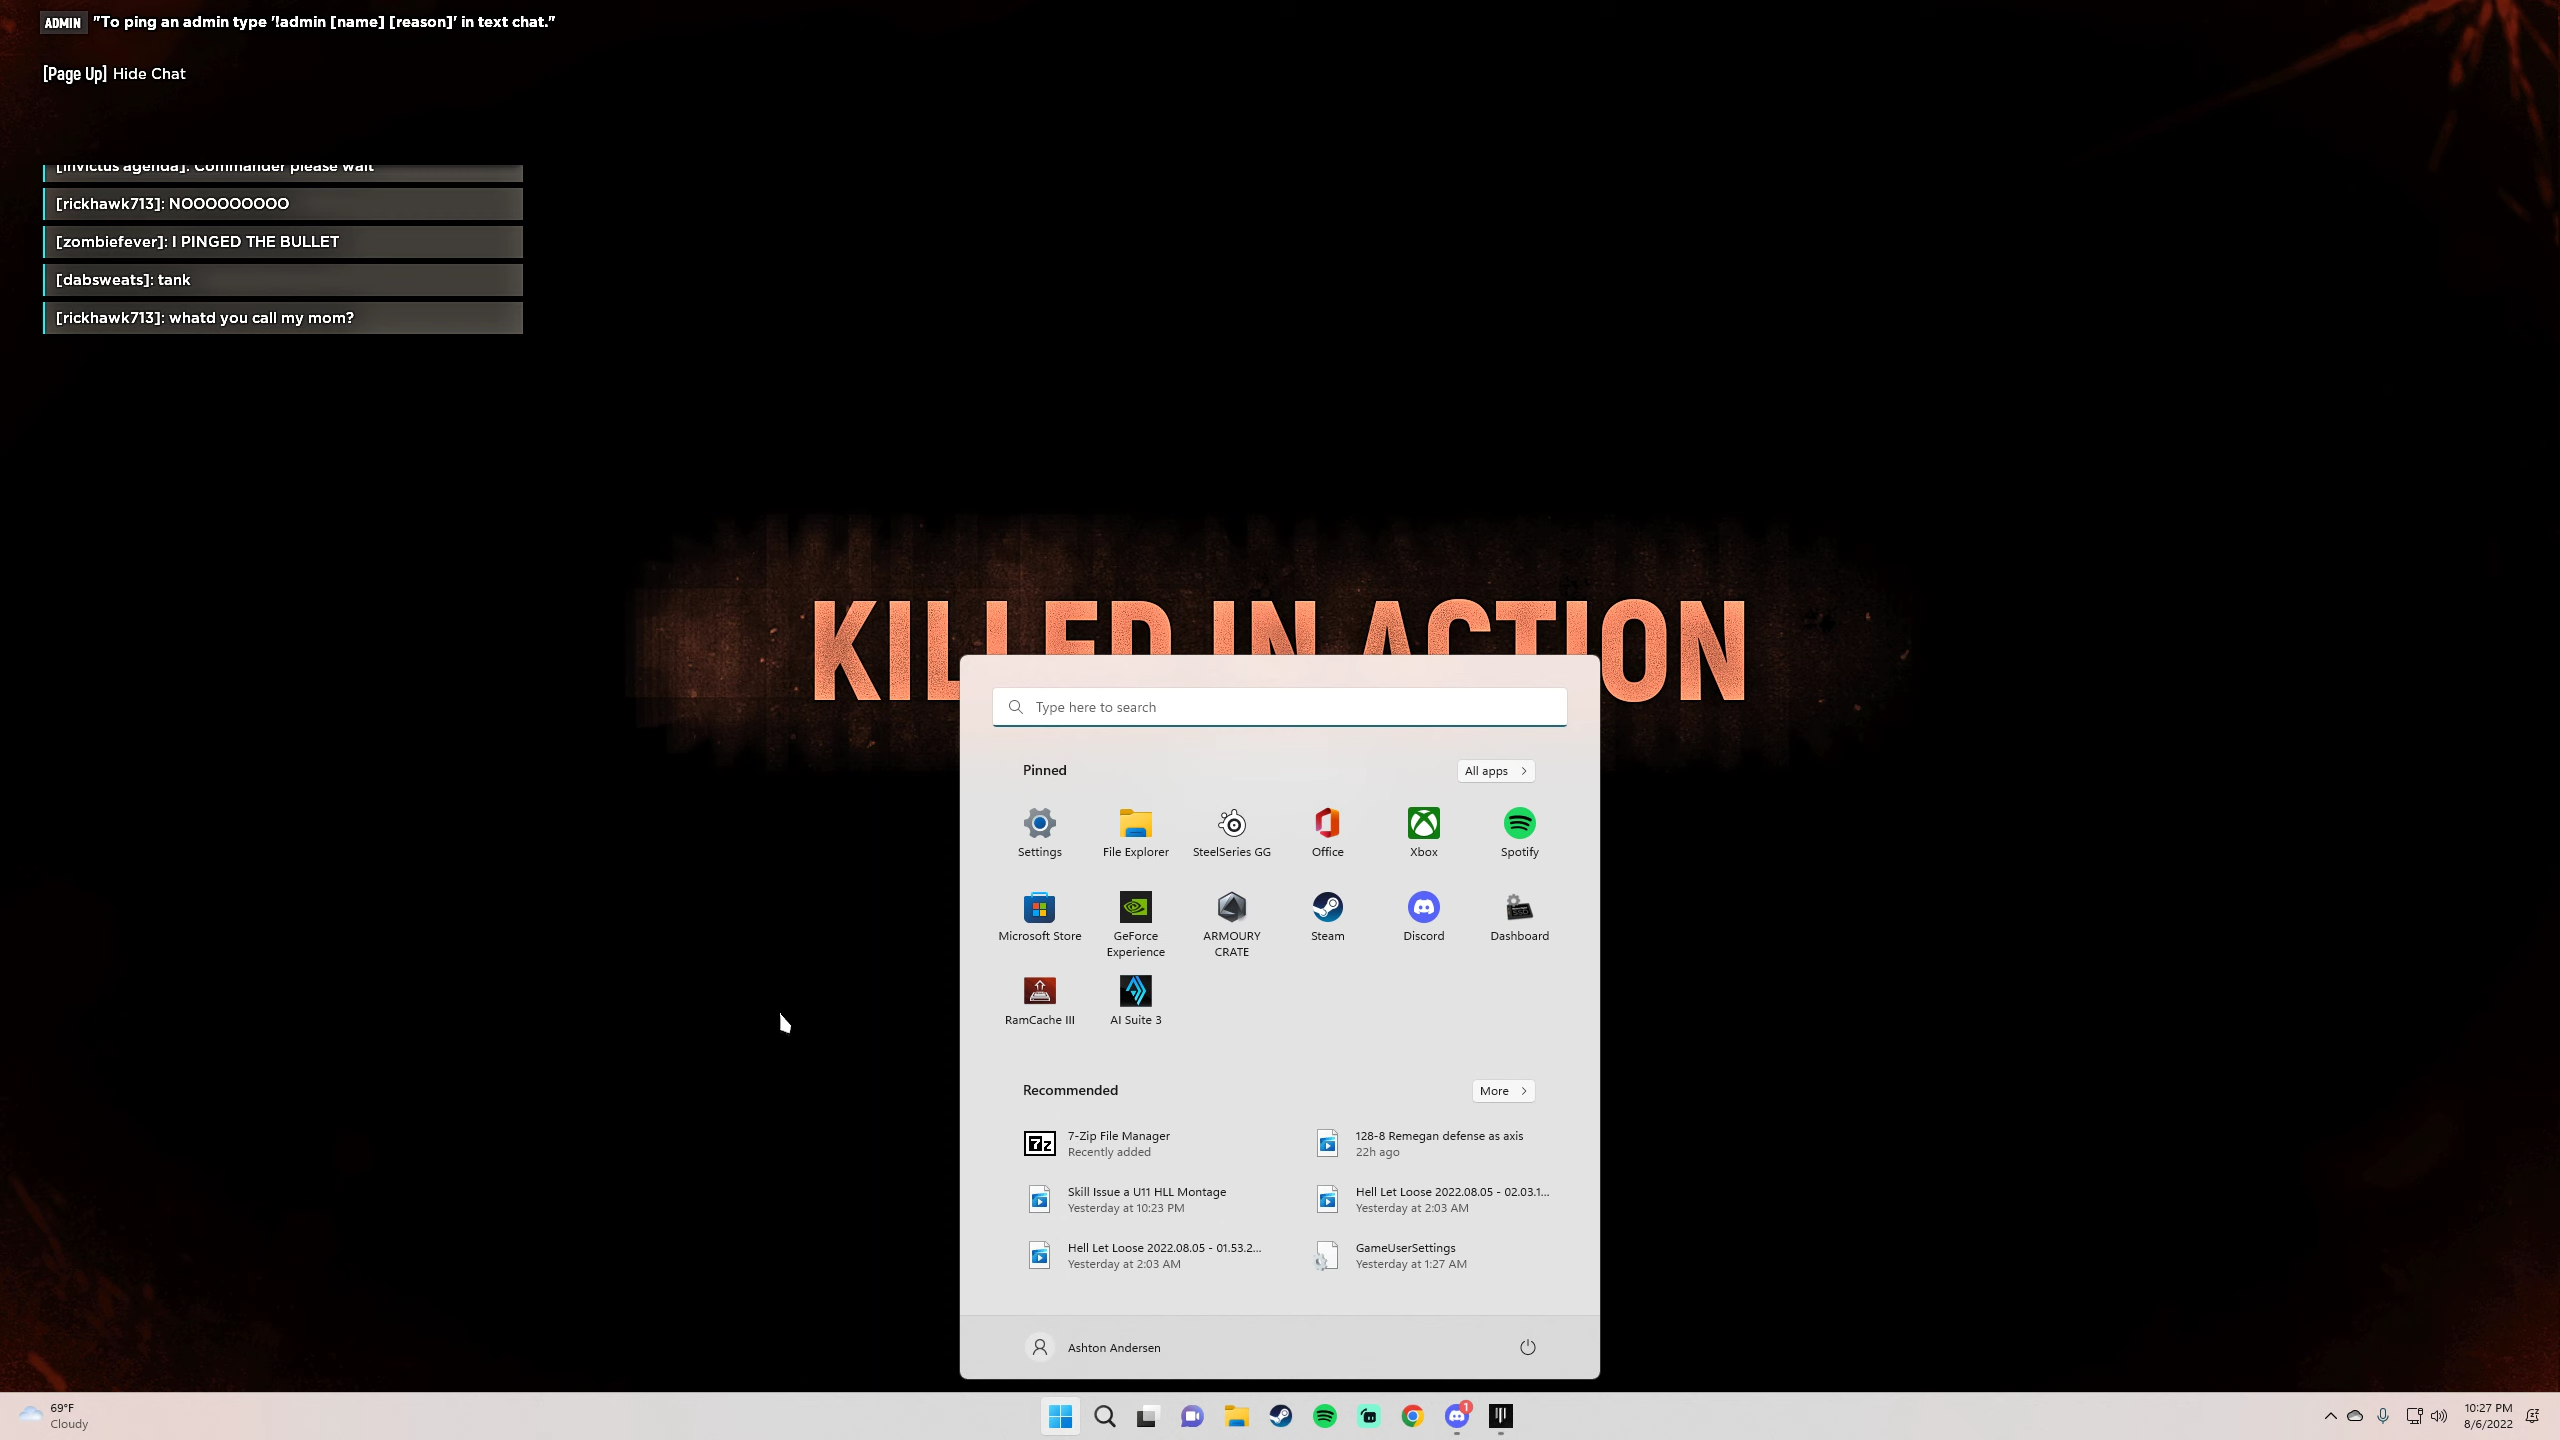 ADMIN "To ping an admin type '!admin [name] [reason]' in text chat."
[Page Up] Hide Chat
[invictus agenda]: Commander please wait
[rickhawk713]: NOOOOOOOOO
[zombiefever]: I PINGED THE BULLET
[dabsweats]: tank
[rickhawk713]: whatd you call my mom?
KILLED IN ACTION
Type here to search
Pinned
All apps
Settings
File Explorer
SteelSeries GG
Office
Xbox
Spotify
Microsoft Store
GeForce Experience
ARMOURY CRATE
Steam
Discord
Dashboard
RamCache III
AI Suite 3
Recommended
More
7-Zip File Manager
Recently added
128-8 Remegan defense as axis
22h ago
Skill Issue a U11 HLL Montage
Yesterday at 10:23 PM
Hell Let Loose 2022.08.05 - 02.03.1...
Yesterday at 2:03 AM
Hell Let Loose 2022.08.05 - 01.53.2...
Yesterday at 2:03 AM
GameUserSettings
Yesterday at 1:27 AM
Ashton Andersen
69°F
Cloudy
1
10:27 PM
8/6/2022